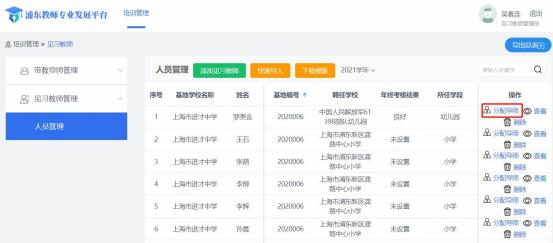 浦东教师专业发展平台
培训管理
吴春连 退出
见习教师管理员
培训管理 > 见习教师
导出总表
带教导师管理
见习教师管理
人员管理
人员管理 添加见习教师 快速导入 下载模版 2021学年 请输入关键字
序号 基地学校名称 姓名 基地编号 聘任学校 年终考核结果 所任学段 操作
1 上海市进才中学 罗美金 2020006 中国人民解放军61398部队幼儿园 良好 幼儿园 分配导师 查看 删除
2 上海市进才中学 王石 2020006 上海市浦东新区龚路中心小学 未设置 小学 分配导师 查看 删除
3 上海市进才中学 张萌 2020006 上海市浦东新区龚路中心小学 未设置 小学 分配导师 查看 删除
4 上海市进才中学 李柳 2020006 上海市浦东新区龚路中心小学 未设置 小学 分配导师 查看 删除
5 上海市进才中学 李辉 2020006 上海市浦东新区龚路中心小学 未设置 小学 分配导师 查看 删除
6 上海市进才中学 孙磊 2020006 上海市浦东新区龚路中心小学 未设置 小学 分配导师 查看 删除